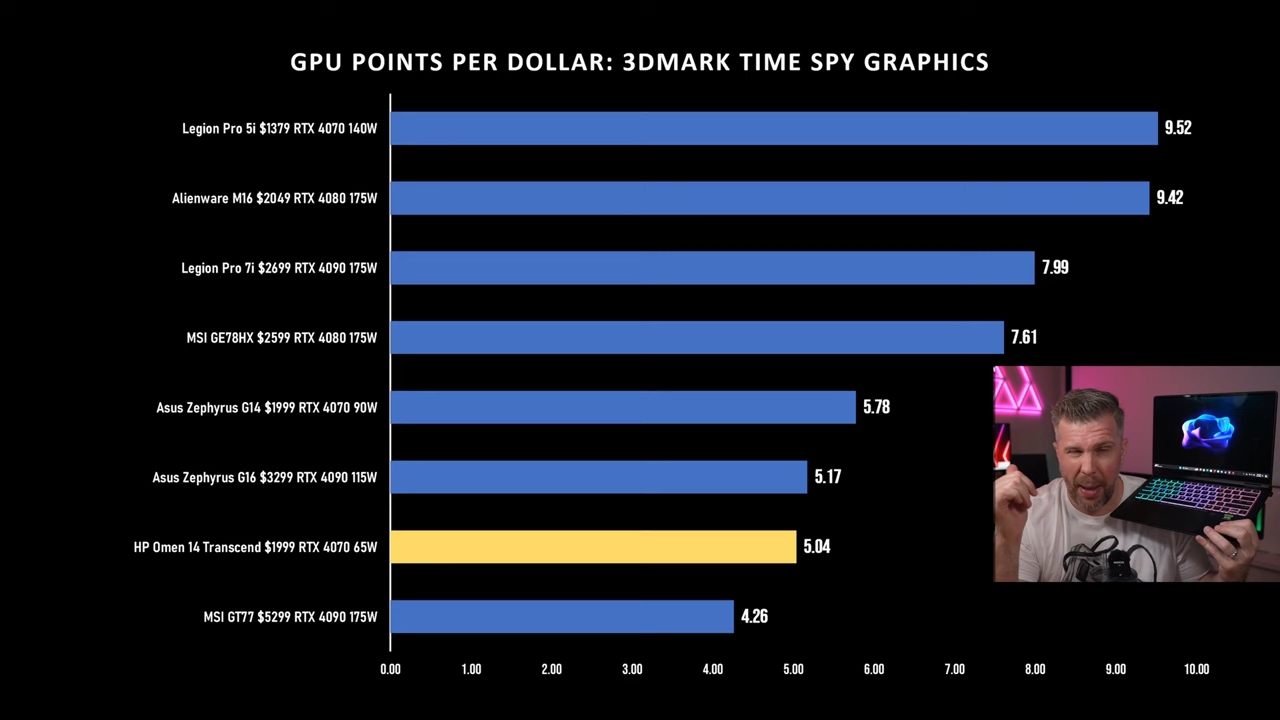 GPU POINTS PER DOLLAR: 3DMARK TIME SPY GRAPHICS
Legion Pro 5i $1379 RTX 4070 140W 9.52
Alienware M16 $2049 RTX 4080 175W 9.42
Legion Pro 7i $2699 RTX 4090 175W 7.99
MSI GE78HX $2599 RTX 4080 175W 7.61
Asus Zephyrus G14 $1999 RTX 4070 90W 5.78
Asus Zephyrus G16 $3299 RTX 4090 115W 5.17
HP Omen 14 Transcend $1999 RTX 4070 65W 5.04
MSI GT77 $5299 RTX 4090 175W 4.26
0.00 1.00 2.00 3.00 4.00 5.00 6.00 7.00 8.00 9.00 10.00